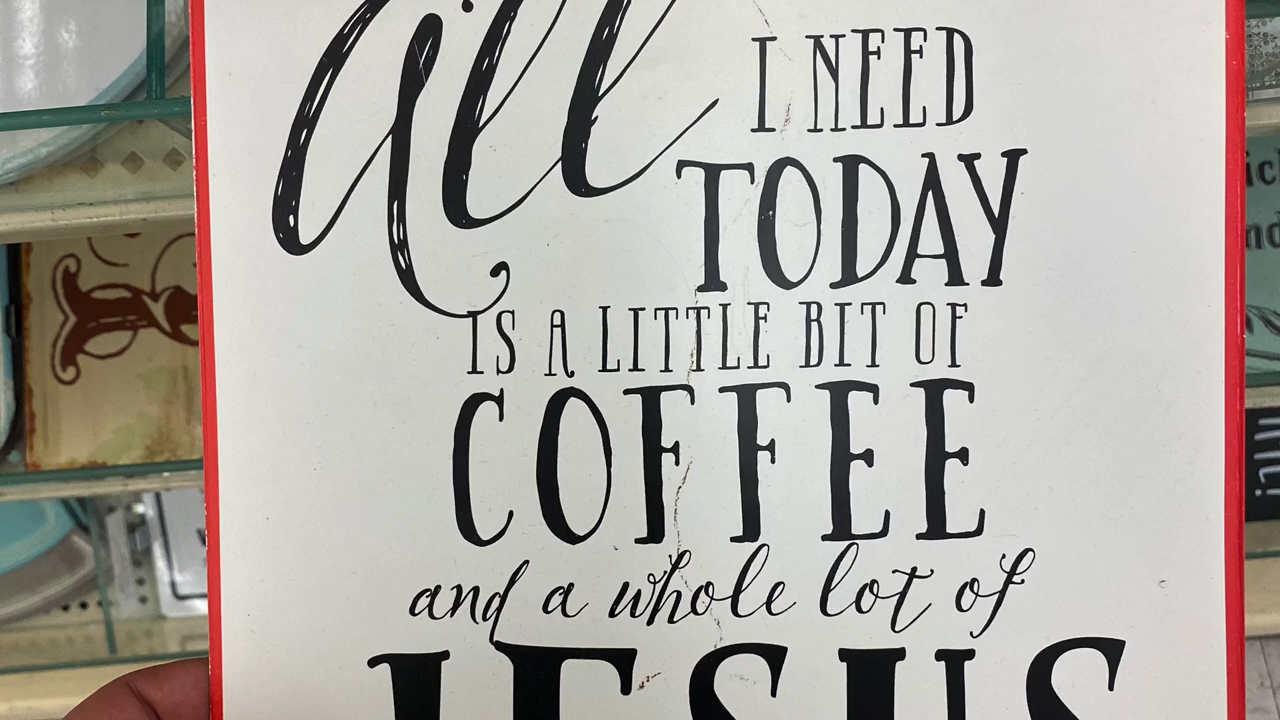 all I NEED
TODAY
IS A LITTLE BIT OF
COFFEE
and a whole lot of
JESUS